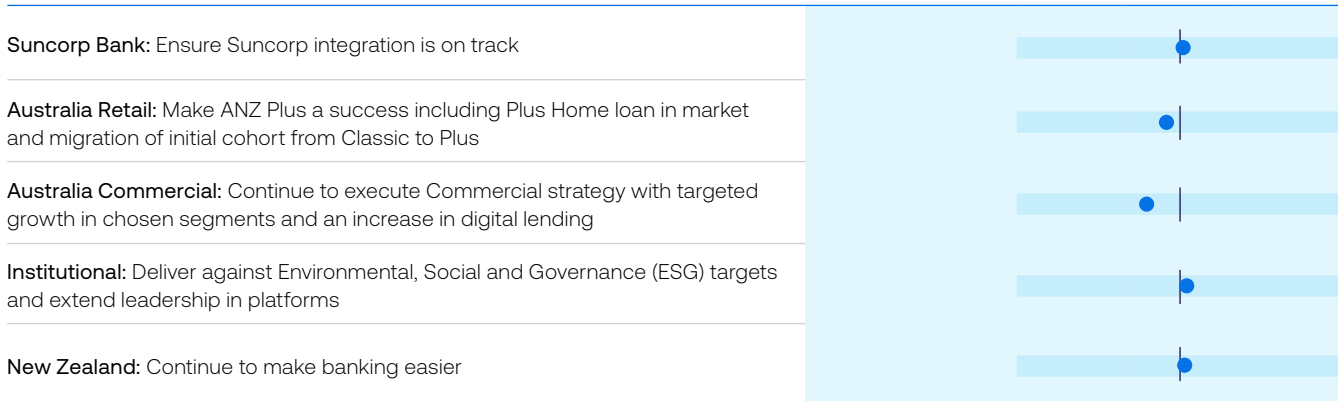 Suncorp Bank: Ensure Suncorp integration is on track
Australia Retail: Make ANZ Plus a success including Plus Home loan in market
and migration of initial cohort from Classic to Plus
Australia Commercial: Continue to execute Commercial strategy with targeted
growth in chosen segments and an increase in digital lending
Institutional: Deliver against Environmental, Social and Governance (ESG) targets
and extend leadership in platforms
New Zealand: Continue to make banking easier